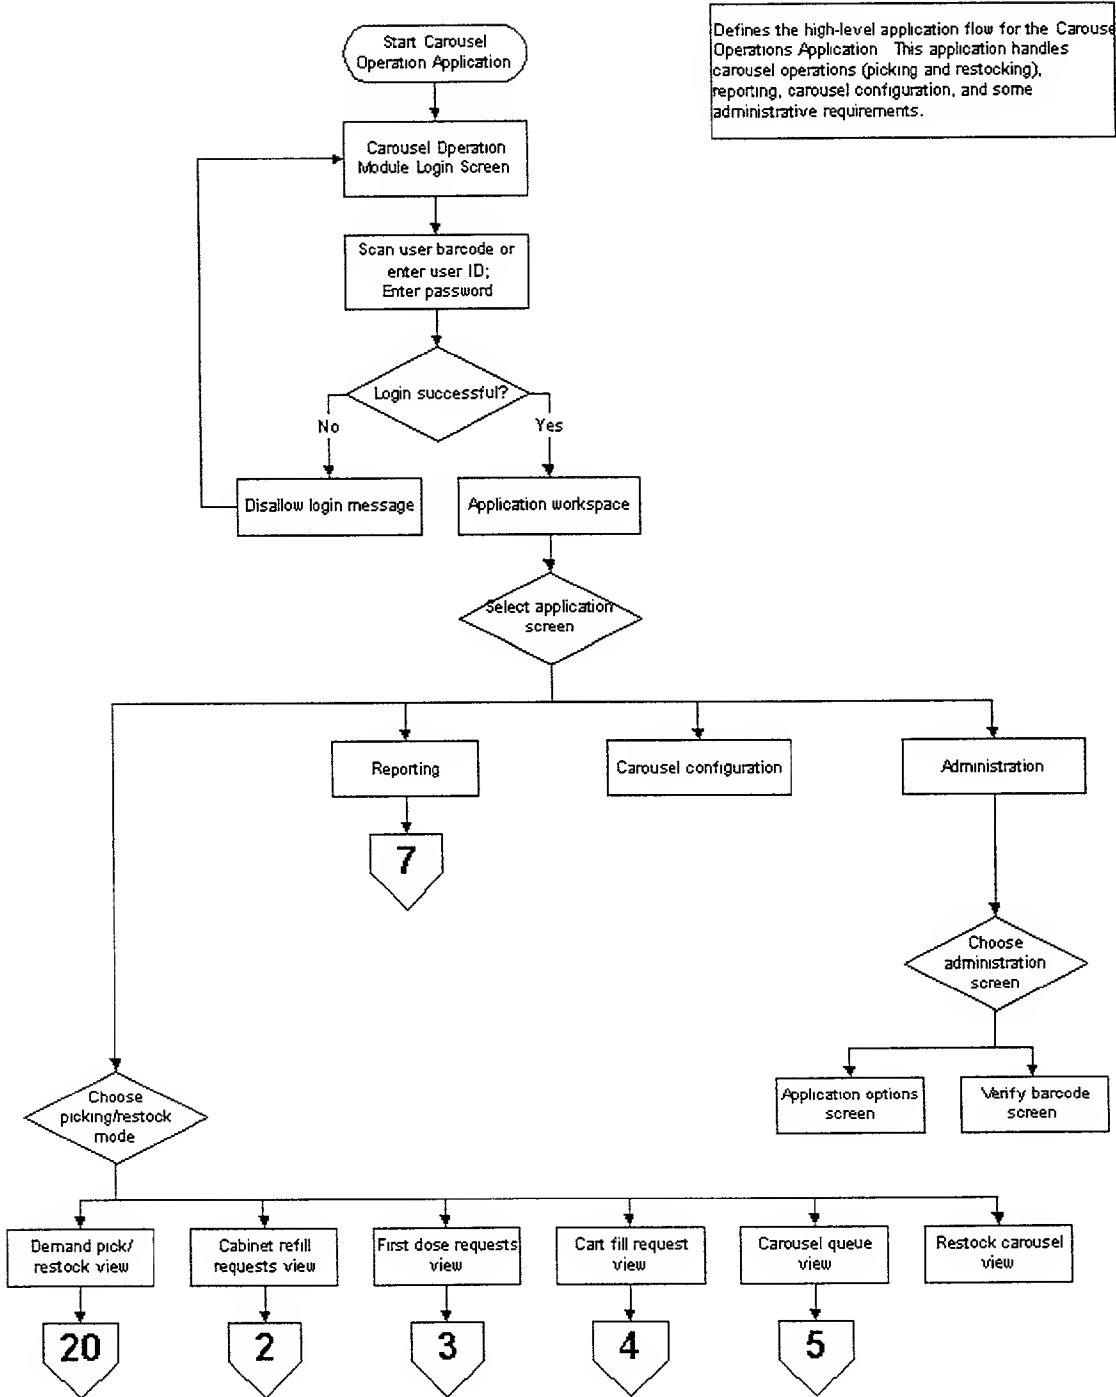 Start Carousel
Operation Application
Defines the high-level application flow for the Carouse
Operations Application  This application handles
carousel operations (picking and restocking),
reporting, carousel configuration, and some
administrative requirements.
Carousel Operation
Module Login Screen
Scan user barcode or
enter user ID;
Enter password
Login successful?
No
Yes
Disallow login message
Application workspace
Select application
screen
Reporting
Carousel configuration
Administration
7
Choose
administration
screen
Application options
screen
Verify barcode
screen
Choose
picking/restock
mode
Demand pick/
restock view
Cabinet refill
requests view
First dose requests
view
Cart fill request
view
Carousel queue
view
Restock carousel
view
20
2
3
4
5